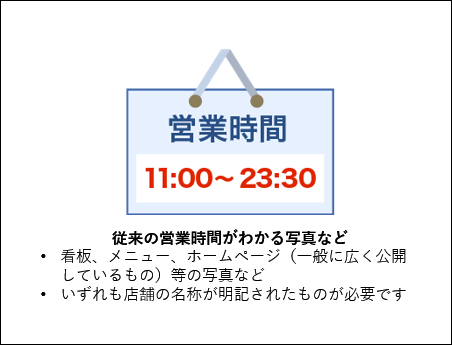 営業時間
11:00～23:30
従来の営業時間がわかる写真など
• 看板、メニュー、ホームページ（一般に広く公開
しているもの）等の写真など
• いずれも店舗の名称が明記されたものが必要です